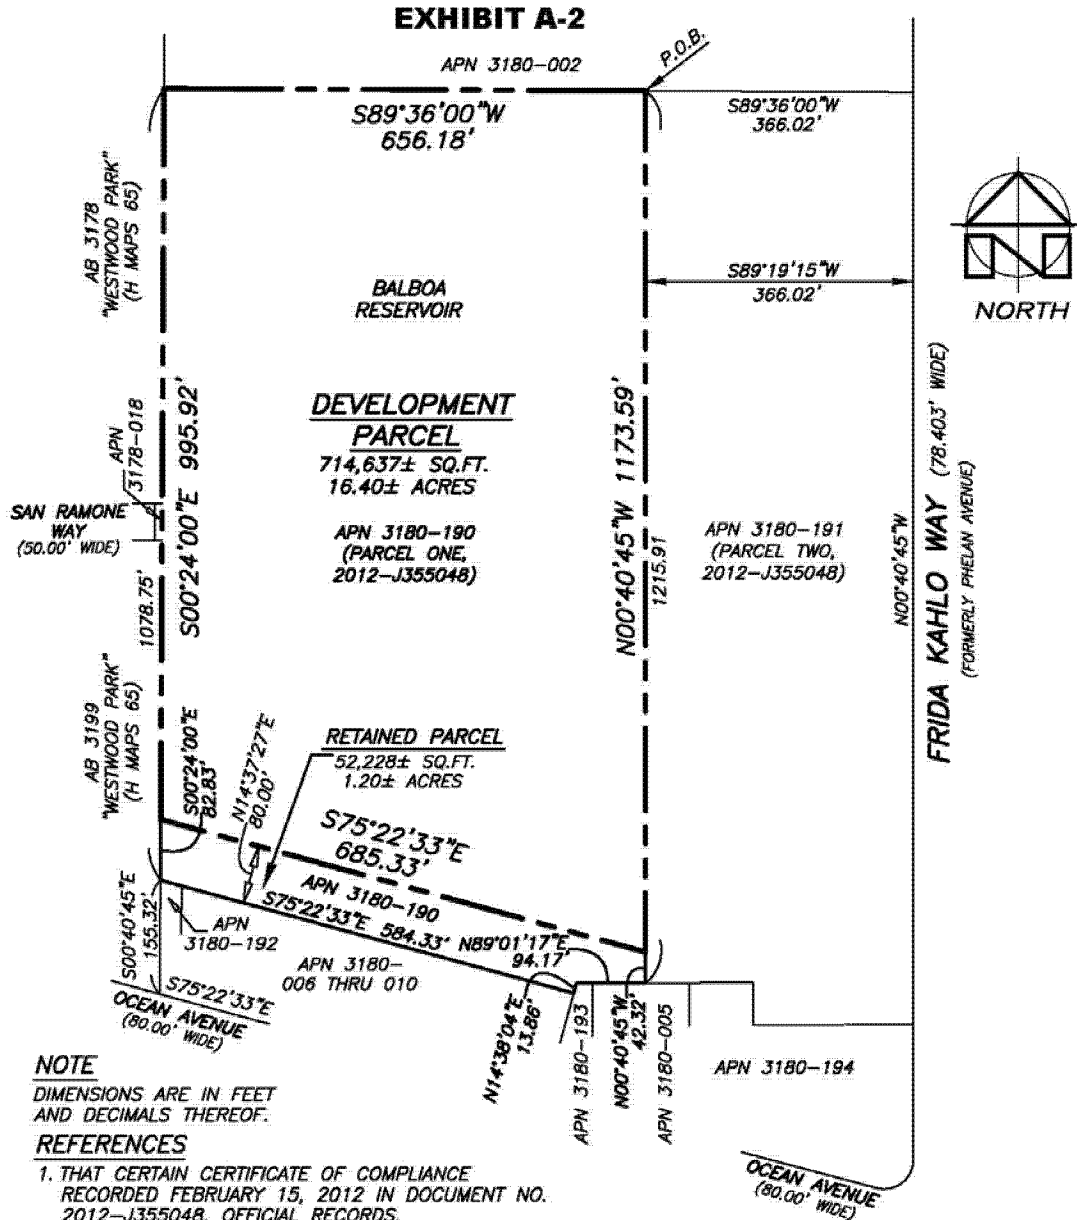 EXHIBIT A-2
APN 3180-002
P.O.B.
S89°36'00"W
656.18'
S89°36'00"W
366.02'
AB 3178
"WESTWOOD PARK"
(H MAPS 65)
BALBOA
RESERVOIR
S89°19'15"W
366.02'
NORTH
DEVELOPMENT
PARCEL
714,637± SQ.FT.
16.40± ACRES
APN 3180-190
(PARCEL ONE,
2012-J355048)
APN
3178-018
SAN RAMONE
WAY
(50.00' WIDE)
1078.75'
S00°24'00"E 995.92'
N00°40'45"W 1173.59'
1215.91
APN 3180-191
(PARCEL TWO,
2012-J355048)
N00°40'45"W
FRIDA KAHLO WAY (78.403' WIDE)
(FORMERLY PHELAN AVENUE)
AB 3199
"WESTWOOD PARK"
(H MAPS 65)
S00°24'00"E
82.83'
N14°37'27"E
80.00'
RETAINED PARCEL
52,228± SQ.FT.
1.20± ACRES
S75°22'33"E
685.33'
APN 3180-190
S75°22'33"E 584.33'
N89°01'17"E
94.17'
S00°40'45"E
155.32'
APN
3180-192
APN 3180-
006 THRU 010
S75°22'33"E
OCEAN AVENUE
(80.00' WIDE)
N14°38'04"E
13.86'
APN 3180-193
N00°40'45"W
42.32'
APN 3180-005
APN 3180-194
OCEAN AVENUE
(80.00' WIDE)
NOTE
DIMENSIONS ARE IN FEET
AND DECIMALS THEREOF.
REFERENCES
1. THAT CERTAIN CERTIFICATE OF COMPLIANCE
RECORDED FEBRUARY 15, 2012 IN DOCUMENT NO.
2012-J355048, OFFICIAL RECORDS.